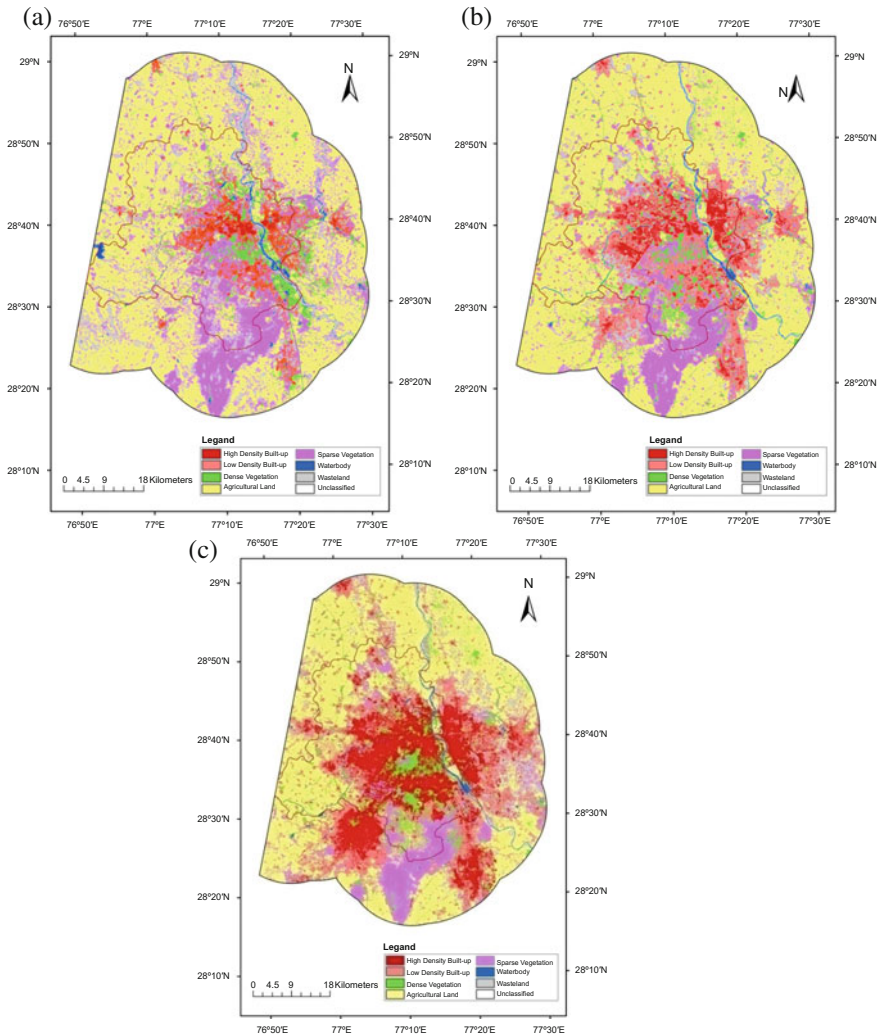 (a)
76°50'E 77°E 77°10'E 77°20'E 77°30'E
29°N
29°N
N
28°50'N
28°50'N
28°40'N
28°40'N
28°30'N
28°30'N
28°20'N
28°20'N
28°10'N
28°10'N
Legand
High Density Built-up
Low Density Built-up
Dense Vegetation
Agricultural Land
Sparse Vegetation
Waterbody
Wasteland
Unclassified
0 4.5 9 18 Kilometers
76°50'E 77°E 77°10'E 77°20'E 77°30'E
(b)
76°50'E 77°E 77°10'E 77°20'E 77°30'E
29°N
29°N
N
28°50'N
28°50'N
28°40'N
28°40'N
28°30'N
28°30'N
28°20'N
28°20'N
28°10'N
28°10'N
Legand
High Density Built-up
Low Density Built-up
Dense Vegetation
Agricultural Land
Sparse Vegetation
Waterbody
Wasteland
Unclassified
0 4.5 9 18 Kilometers
76°50'E 77°E 77°10'E 77°20'E 77°30'E
(c)
76°50'E 77°E 77°10'E 77°20'E 77°30'E
29°N
29°N
N
28°50'N
28°50'N
28°40'N
28°40'N
28°30'N
28°30'N
28°20'N
28°20'N
28°10'N
28°10'N
Legand
High Density Built-up
Low Density Built-up
Dense Vegetation
Agricultural Land
Sparse Vegetation
Waterbody
Wasteland
Unclassified
0 4.5 9 18 Kilometers
76°50'E 77°E 77°10'E 77°20'E 77°30'E